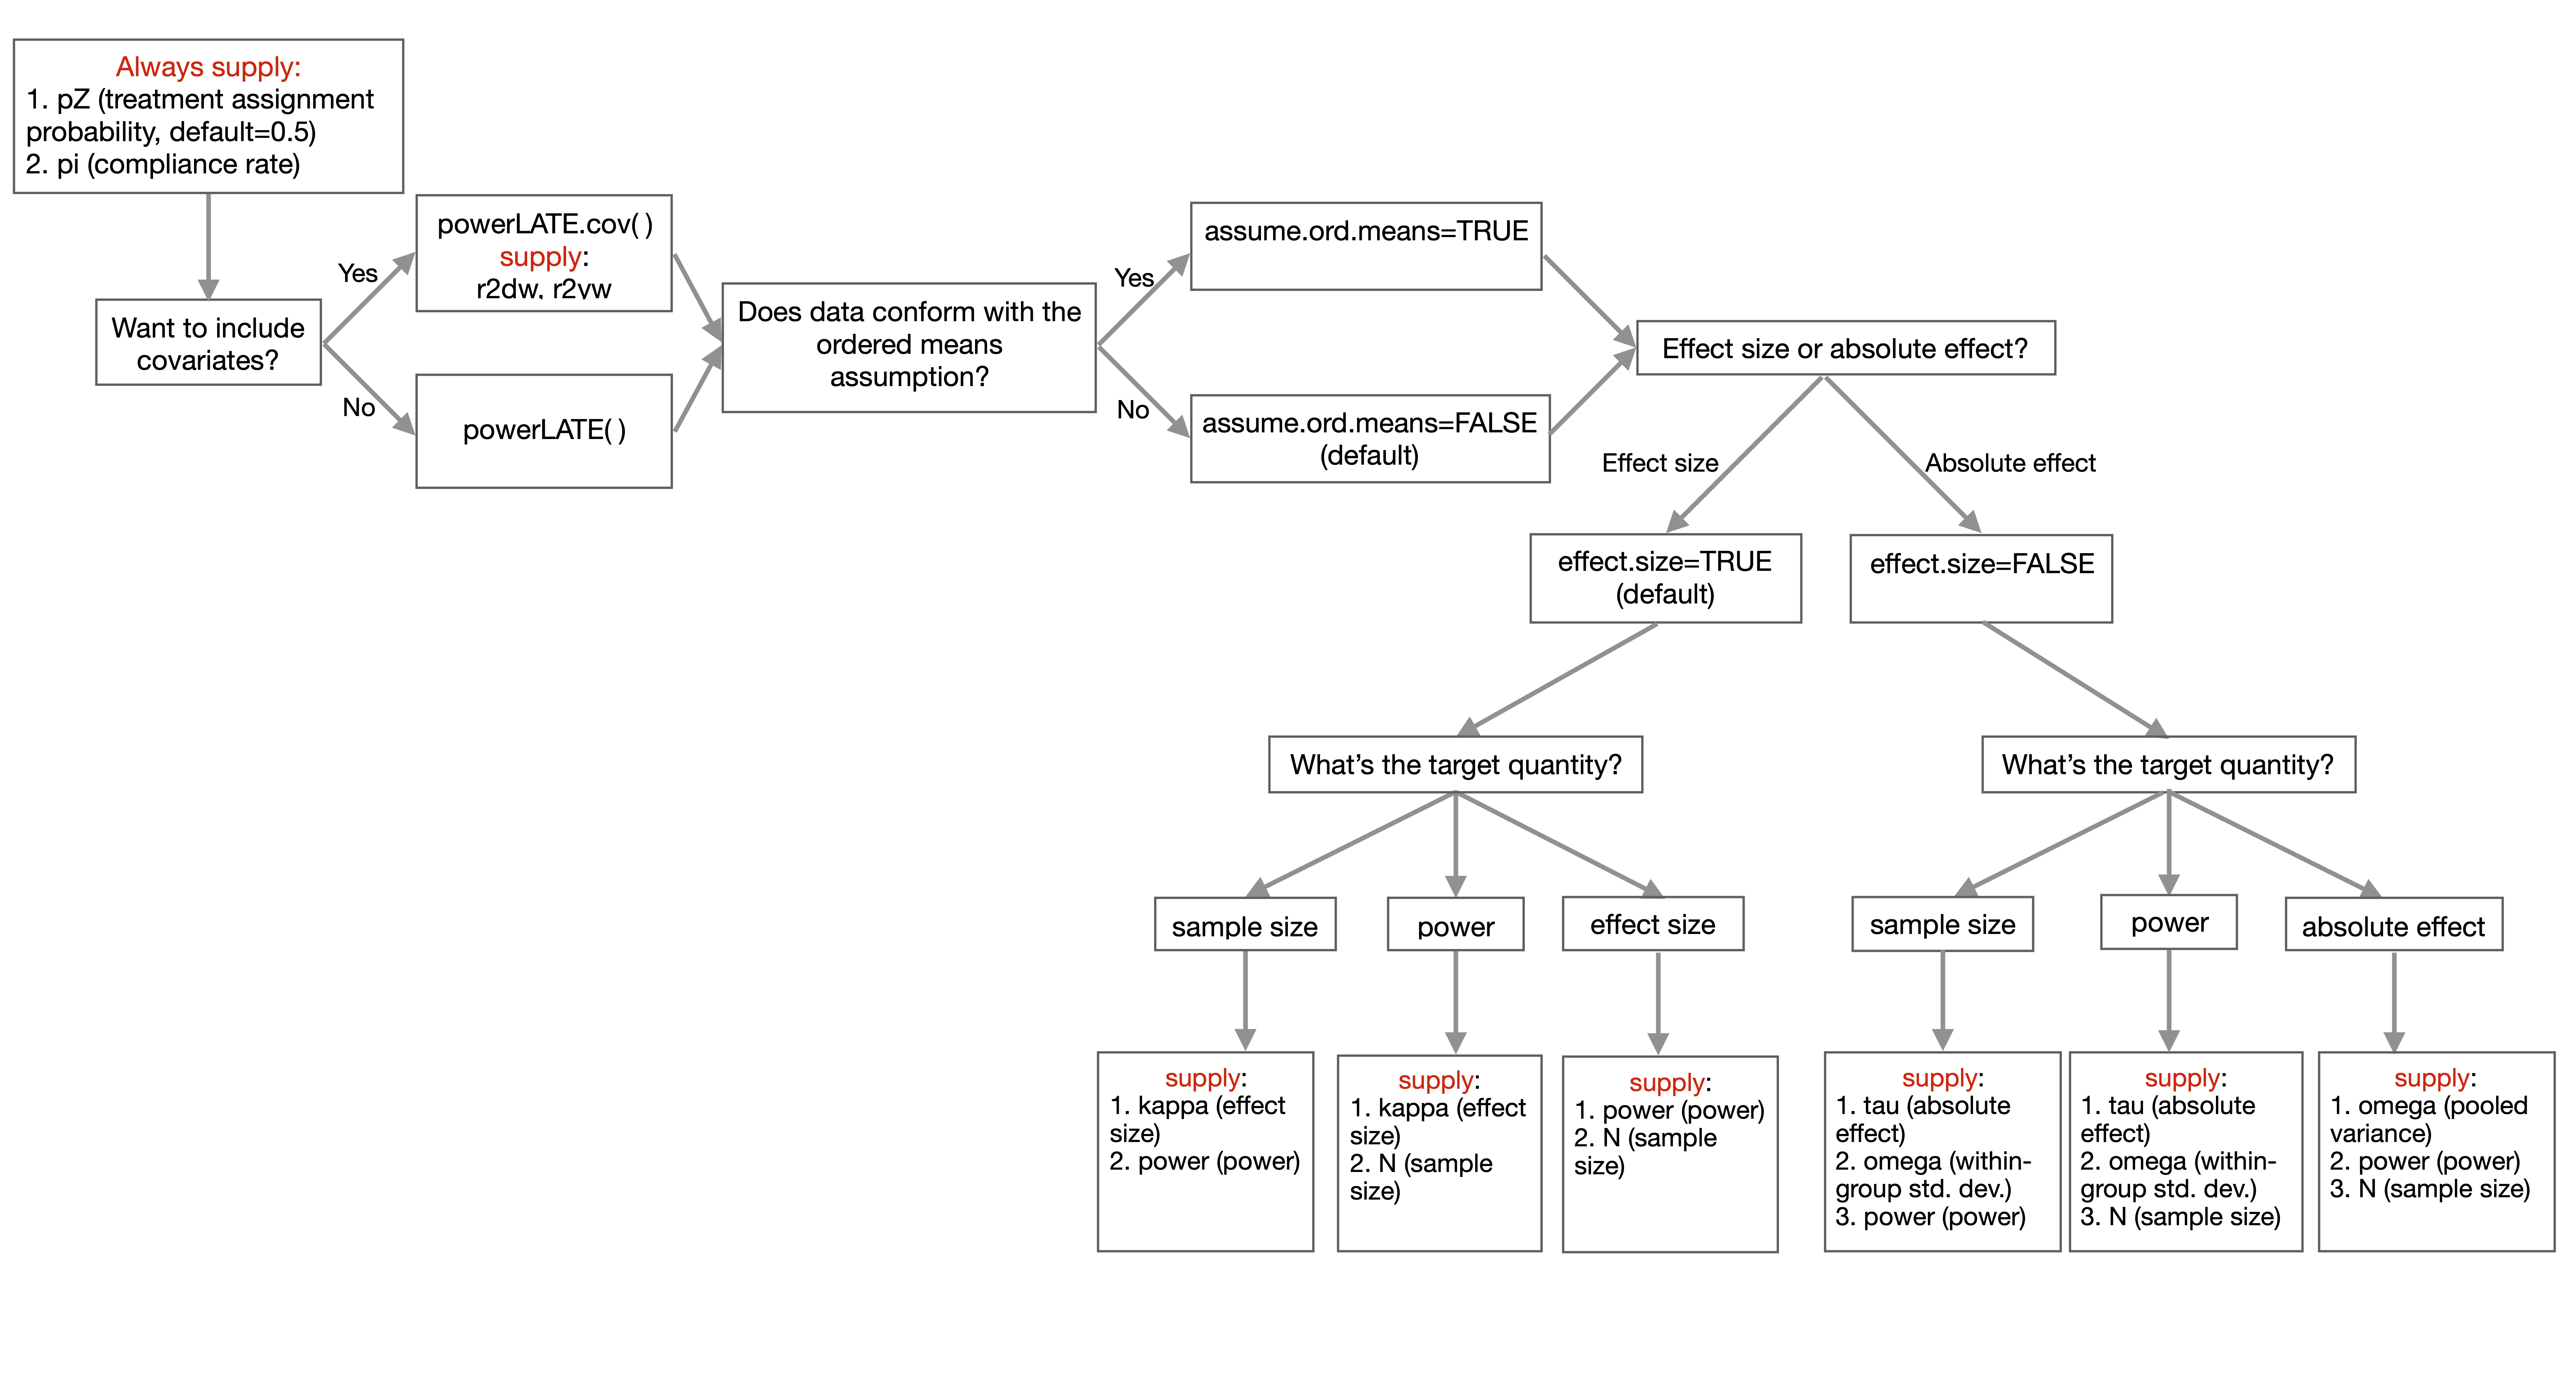 Always supply:
1. pZ (treatment assignment
probability, default=0.5)
2. pi (compliance rate)
Want to include
covariates?
Yes
No
powerLATE.cov( )
supply:
r2dw, r2yw
powerLATE( )
Does data conform with the
ordered means
assumption?
Yes
No
assume.ord.means=TRUE
assume.ord.means=FALSE
(default)
Effect size or absolute effect?
Effect size
Absolute effect
effect.size=TRUE
(default)
effect.size=FALSE
What’s the target quantity?
What’s the target quantity?
sample size
power
effect size
sample size
power
absolute effect
supply:
1. kappa (effect
size)
2. power (power)
supply:
1. kappa (effect
size)
2. N (sample
size)
supply:
1. power (power)
2. N (sample
size)
supply:
1. tau (absolute
effect)
2. omega (within-
group std. dev.)
3. power (power)
supply:
1. tau (absolute
effect)
2. omega (within-
group std. dev.)
3. N (sample size)
supply:
1. omega (pooled
variance)
2. power (power)
3. N (sample size)